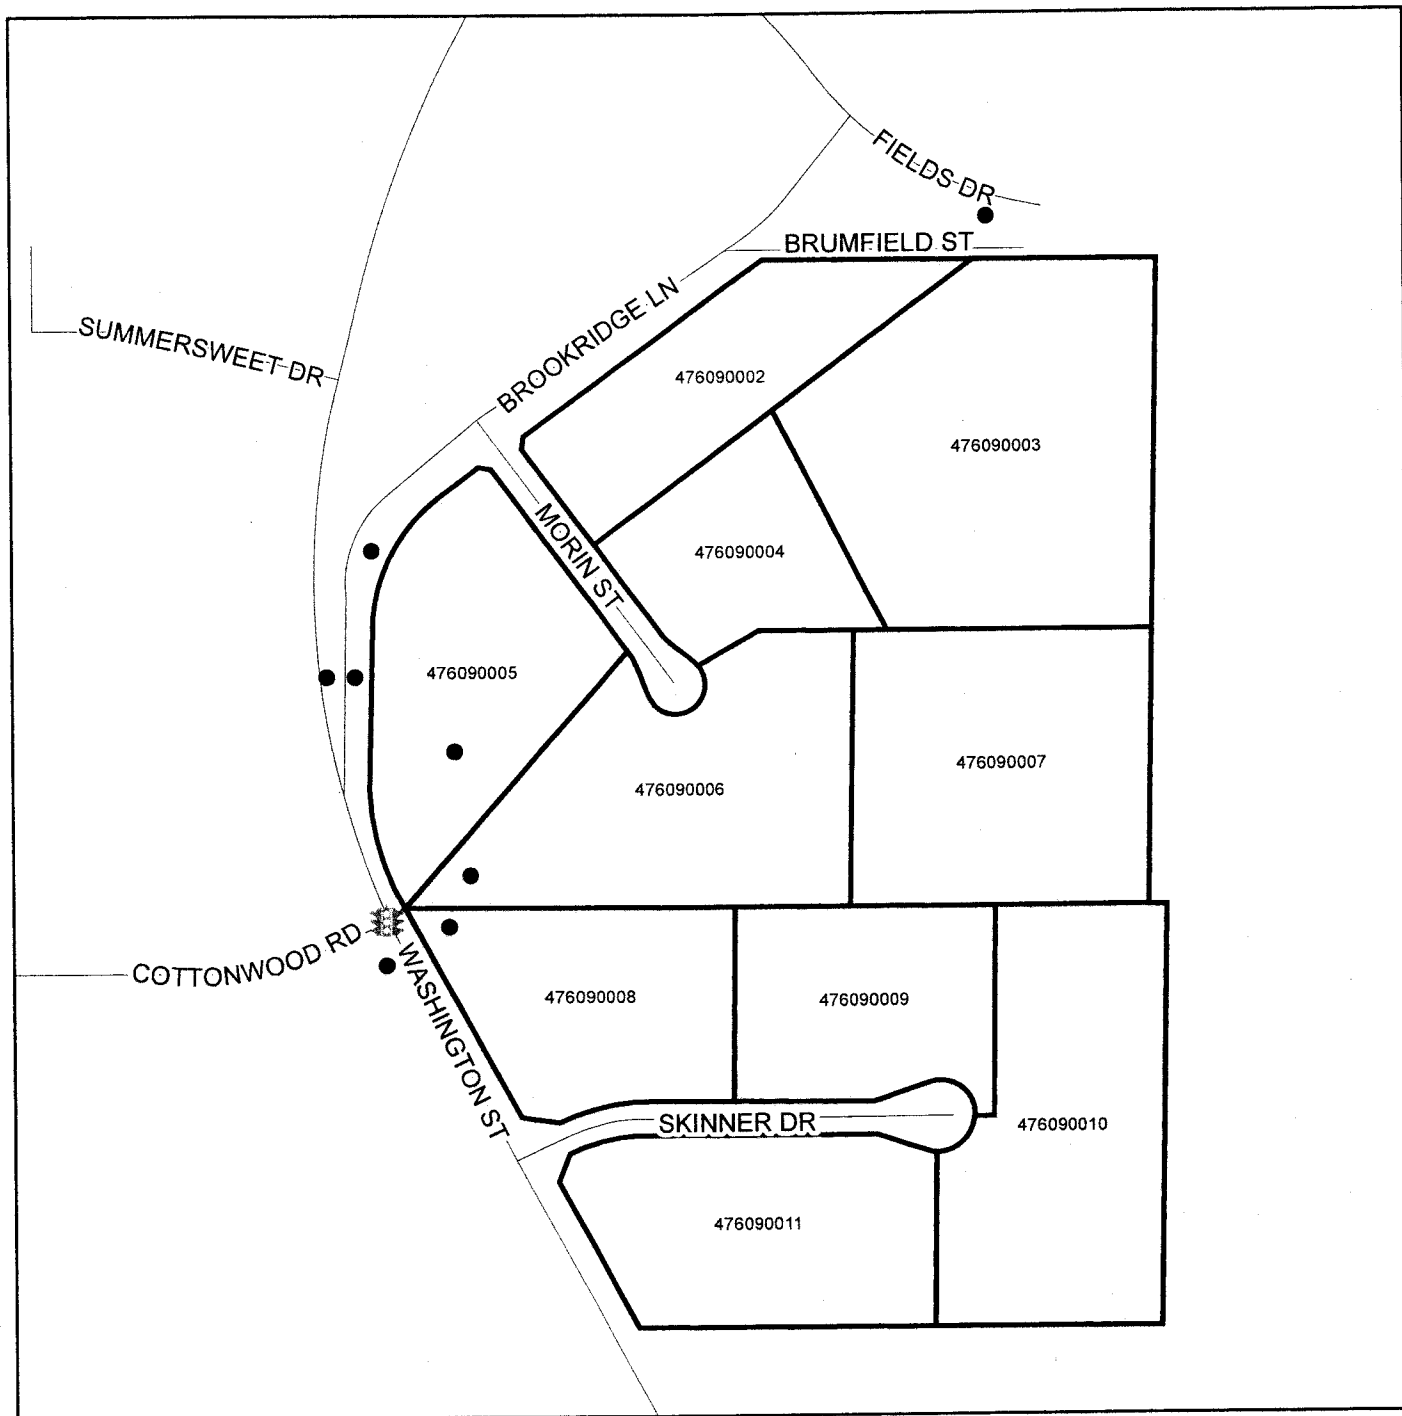 FIELDS DR
BRUMFIELD ST
SUMMERSWEET DR
BROOKRIDGE LN
476090002
476090003
MORIN ST
476090004
476090005
476090007
476090006
COTTONWOOD RD
WASHINGTON ST
476090008
476090009
SKINNER DR
476090010
476090011